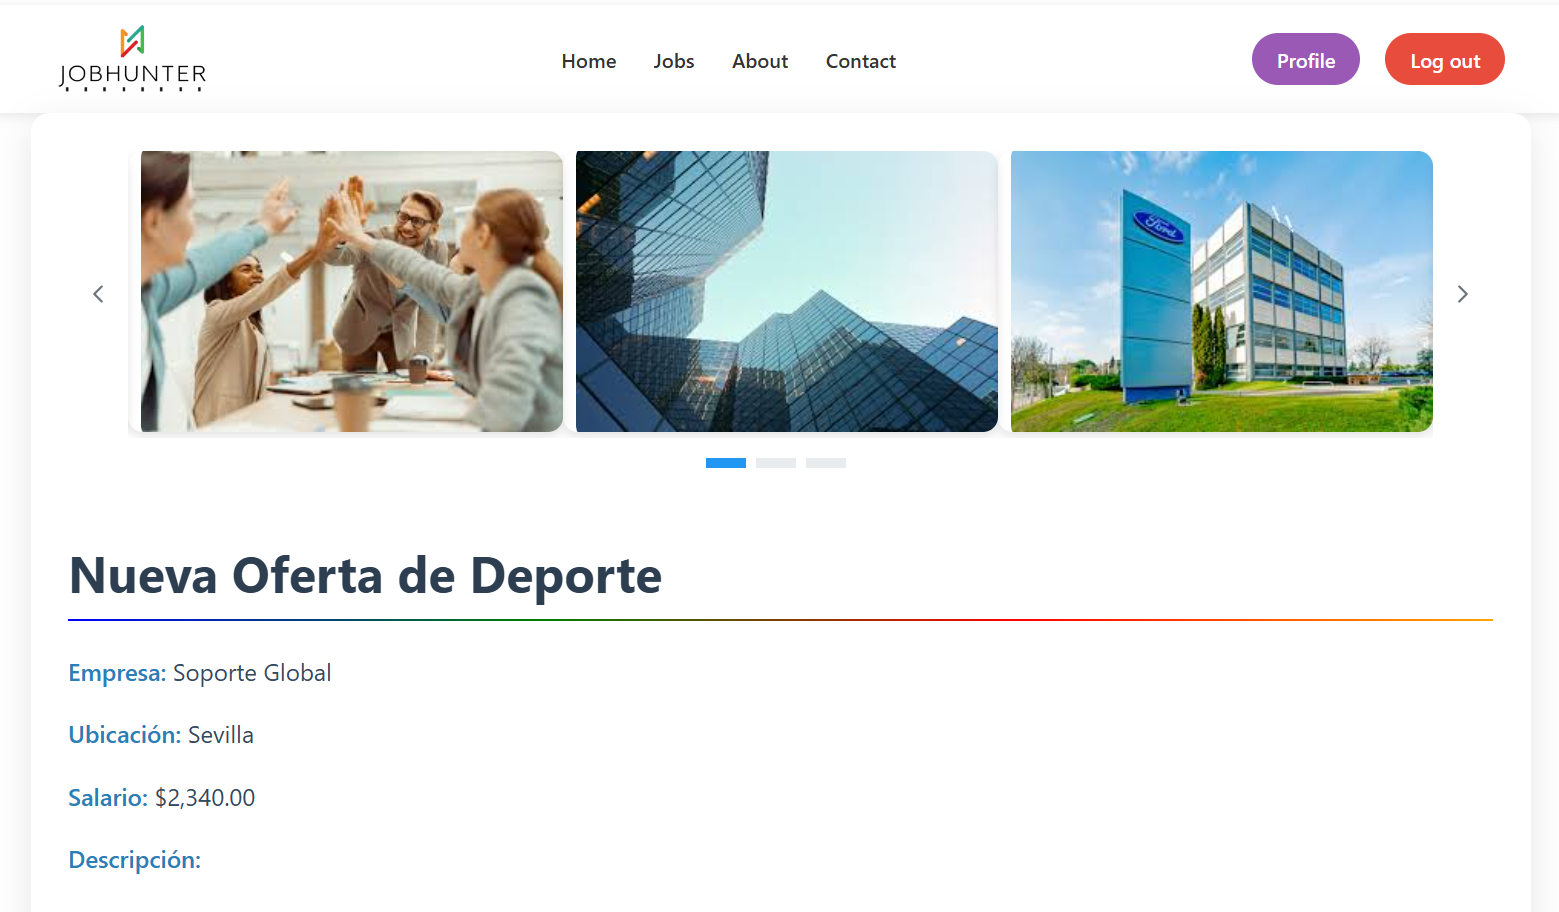 JOBHUNTER
Home Jobs About Contact
Profile Log out
Ford
Nueva Oferta de Deporte
Empresa: Soporte Global
Ubicación: Sevilla
Salario: $2,340.00
Descripción: